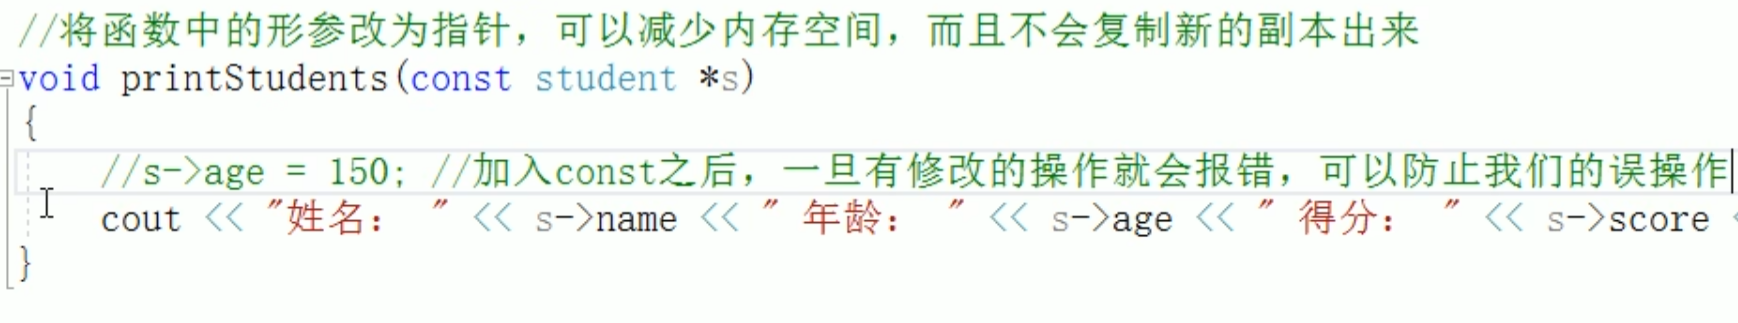 //将函数中的形参改为指针，可以减少内存空间，而且不会复制新的副本出来
void printStudents(const student *s)
{
//s->age = 150; //加入const之后，一旦有修改的操作就会报错，可以防止我们的误操作
cout << "姓名： " << s->name << " 年龄： " << s->age << " 得分： " << s->score <
}